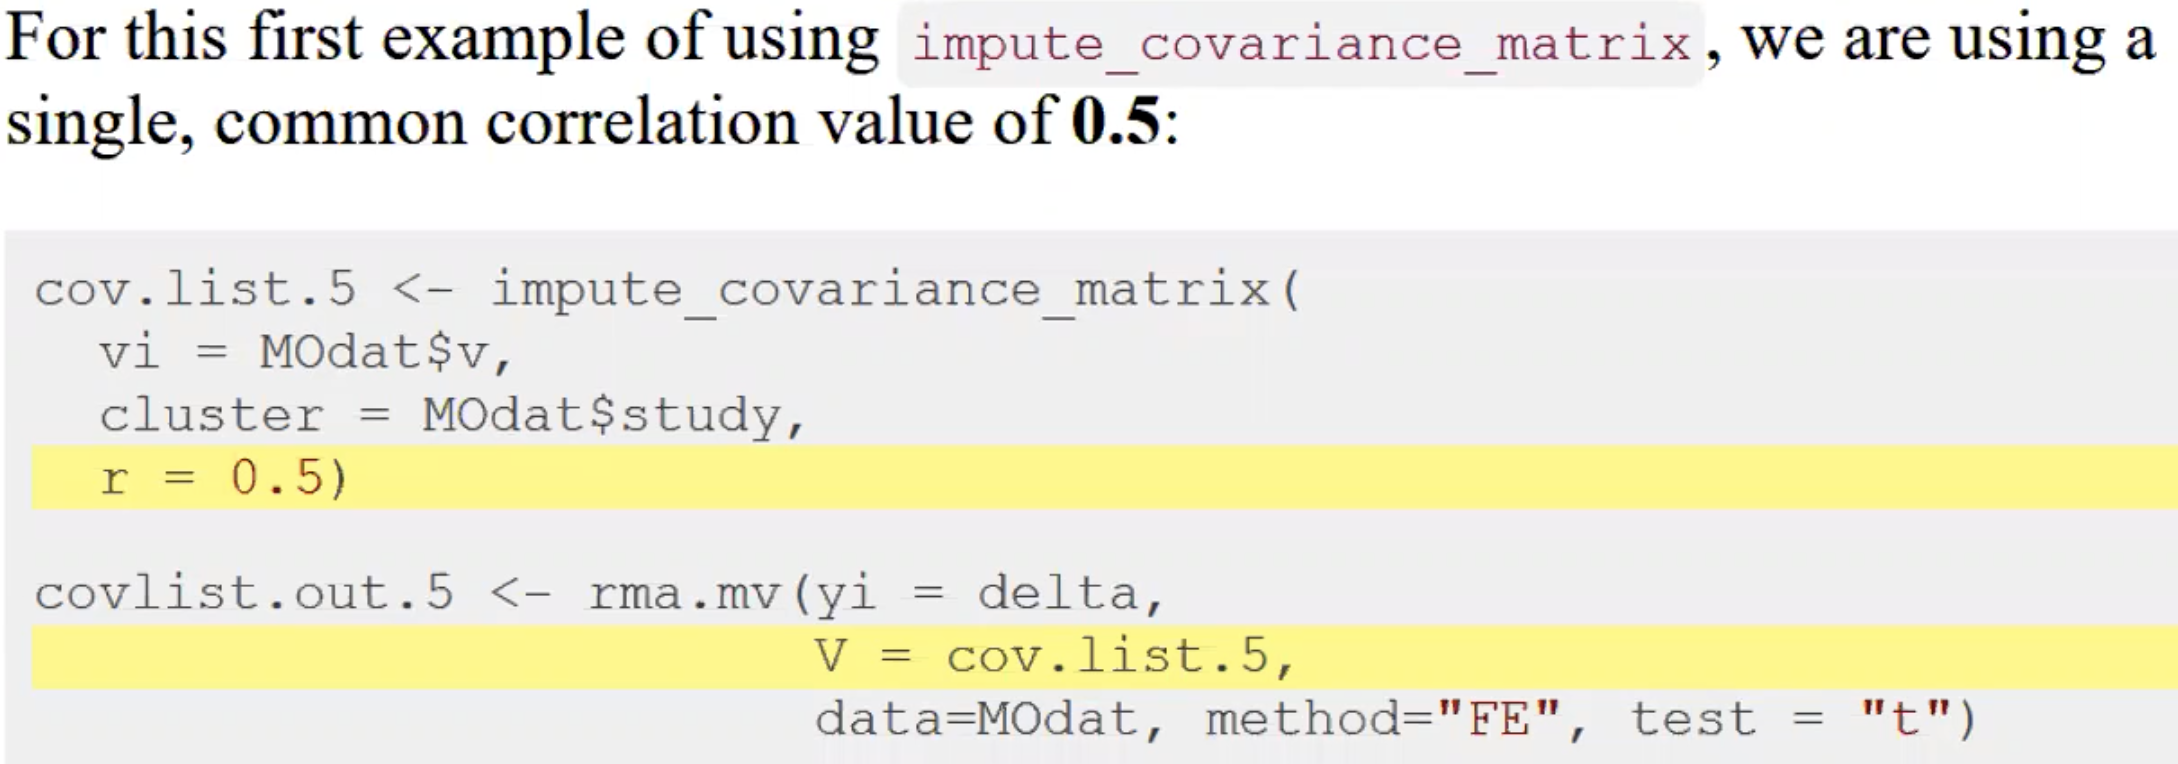 For this first example of using impute_covariance_matrix, we are using a
single, common correlation value of 0.5:
cov.list.5 <- impute_covariance_matrix(
  vi = MOdat$v,
  cluster = MOdat$study,
  r = 0.5)
covlist.out.5 <- rma.mv(yi = delta,
                        V = cov.list.5,
                        data=MOdat, method="FE", test = "t")